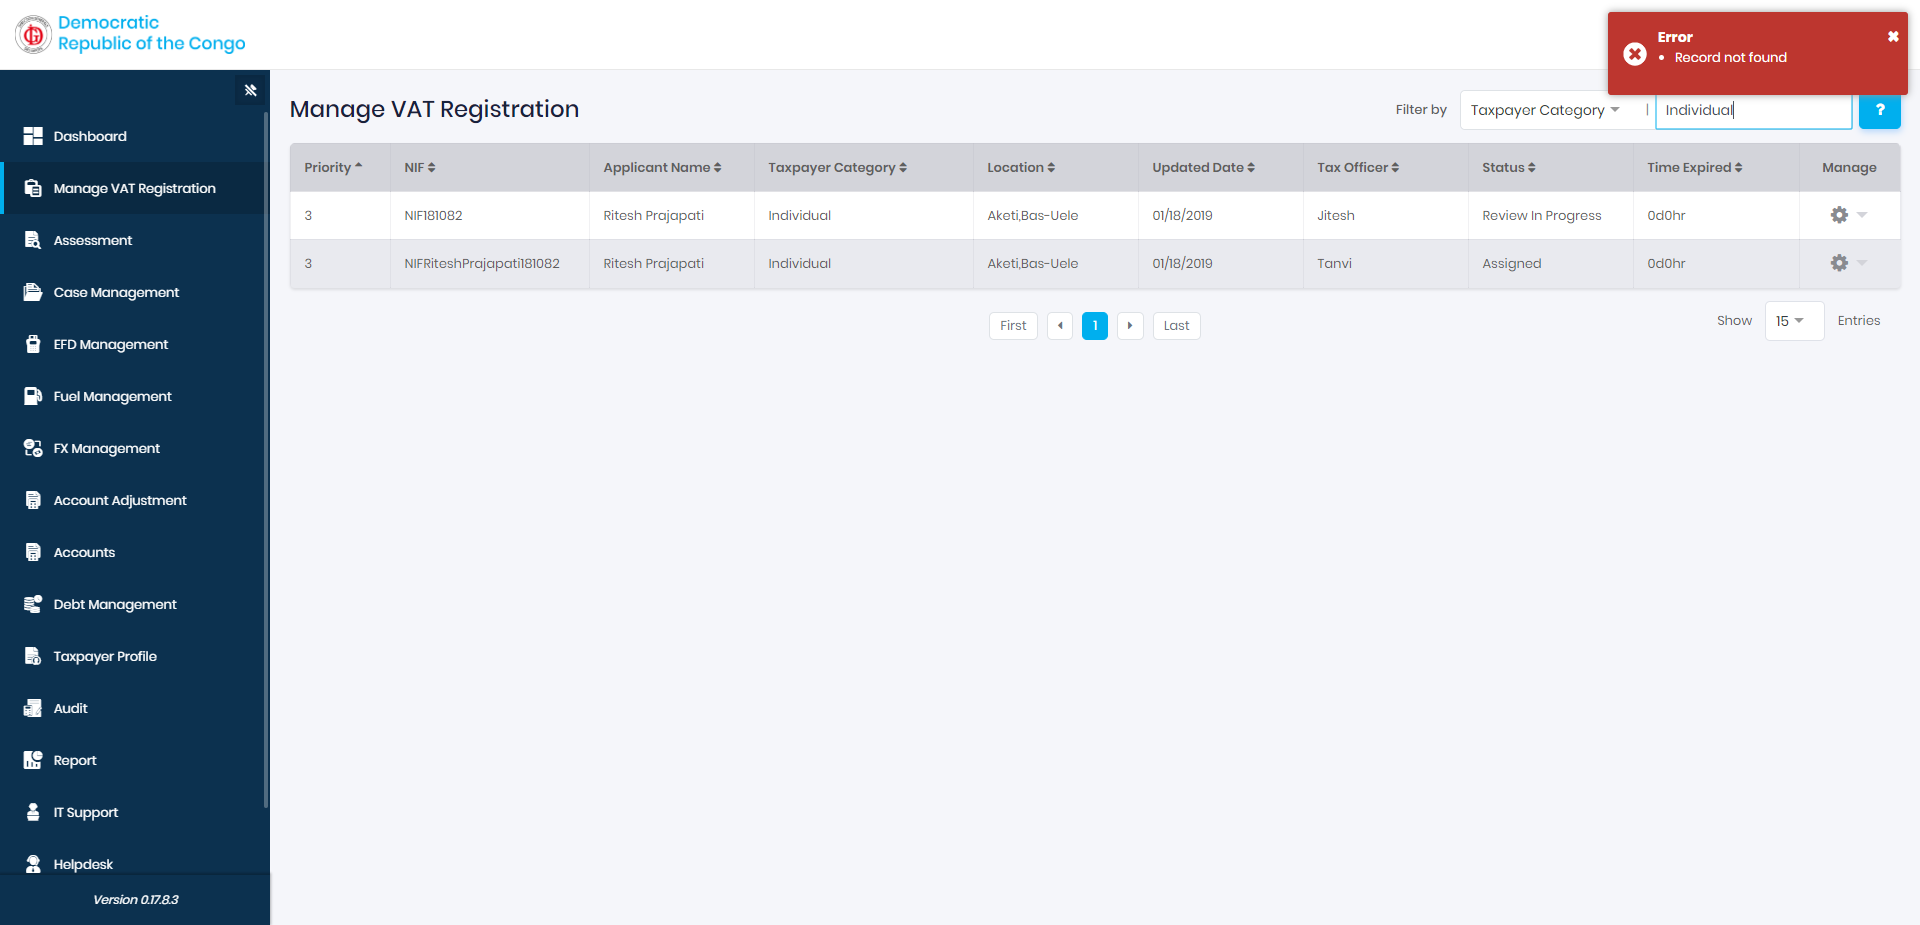 Democratic
Republic of the Congo
Error
Record not found
Dashboard
Manage VAT Registration
Assessment
Case Management
EFD Management
Fuel Management
FX Management
Account Adjustment
Accounts
Debt Management
Taxpayer Profile
Audit
Report
IT Support
Helpdesk
Version 0.17.8.3
Manage VAT Registration
Filter by Taxpayer Category | Individual ?
Priority NIF Applicant Name Taxpayer Category Location Updated Date Tax Officer Status Time Expired Manage
3 NIF181082 Ritesh Prajapati Individual Aketi,Bas-Uele 01/18/2019 Jitesh Review In Progress 0d0hr
3 NIFRiteshPrajapati181082 Ritesh Prajapati Individual Aketi,Bas-Uele 01/18/2019 Tanvi Assigned 0d0hr
First 1 Last
Show 15 Entries